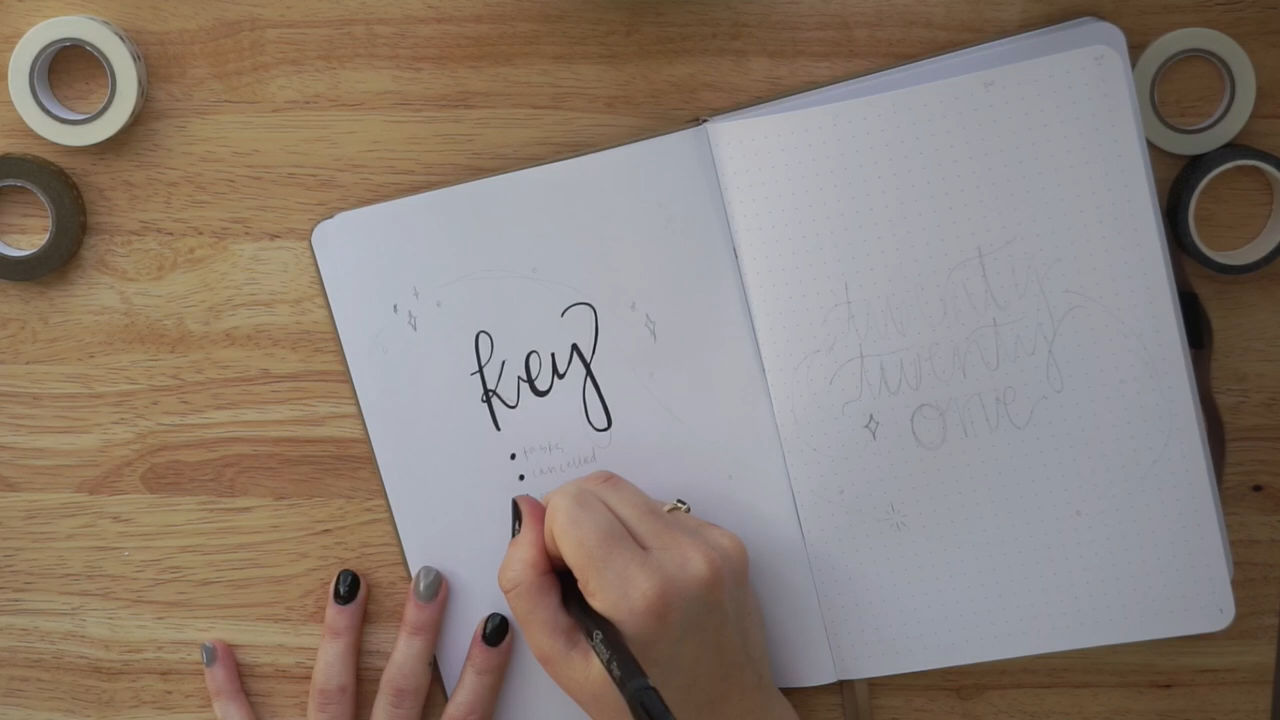 key
• tasks
• cancelled
twenty
twenty
one